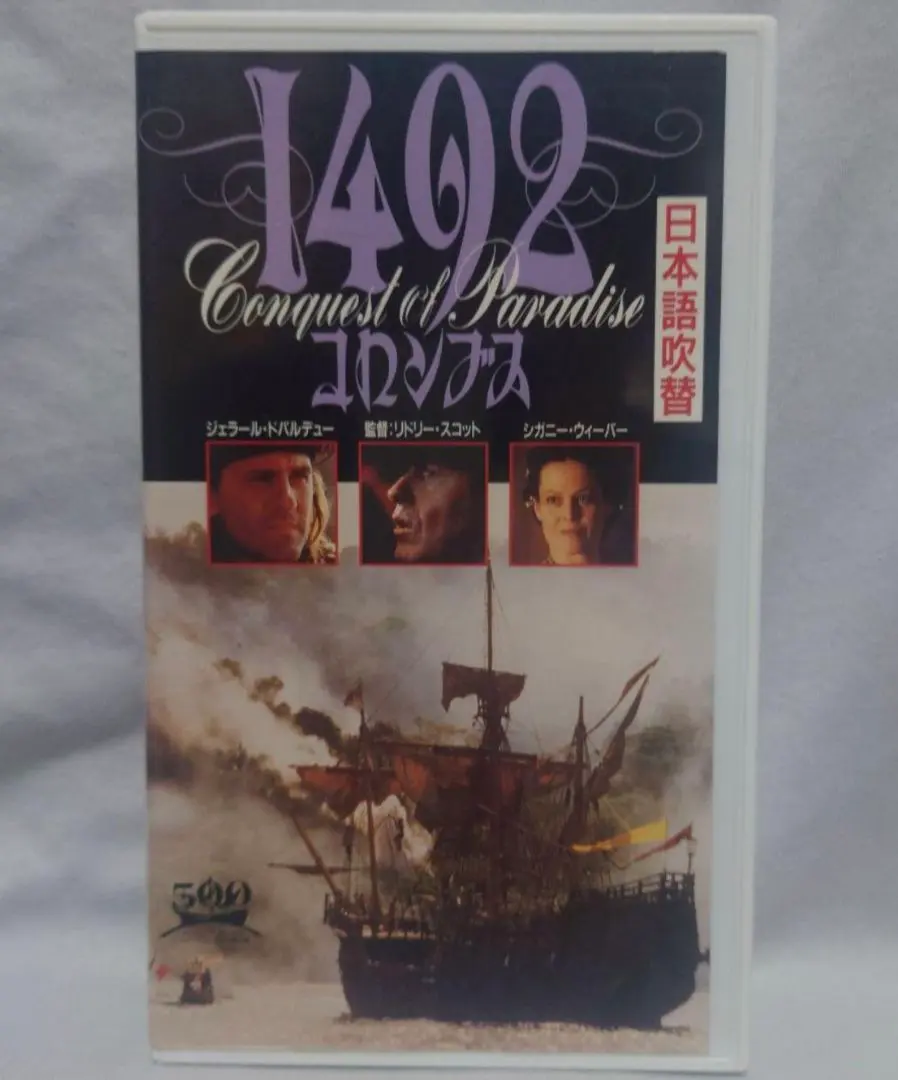 1492
Conquest Of Paradise
コロンブス
日本語吹替
ジェラール・ドパルデュー
監督:リドリー・スコット
シガニー・ウィーバー
500